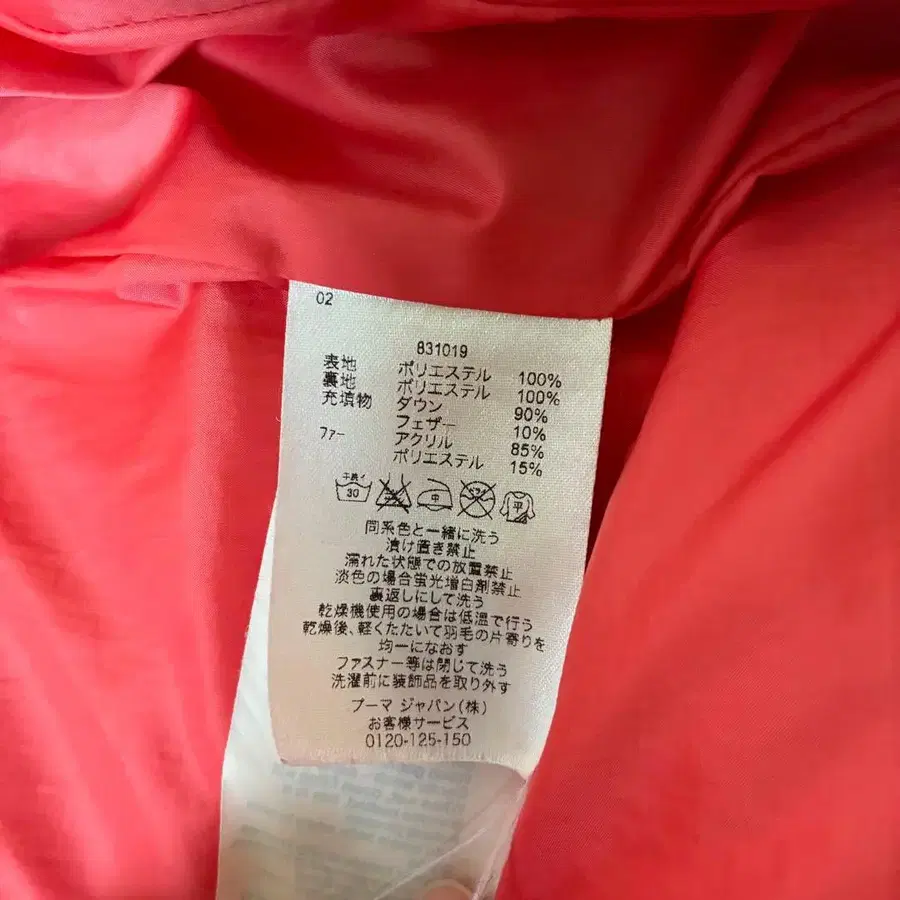 02
831019
表地 ポリエステル 100%
裏地 ポリエステル 100%
充填物 ダウン 90%
フェザー 10%
ファー アクリル 85%
ポリエステル 15%
手洗イ 30 中 ドライ 平
同系色と一緒に洗う
漬け置き禁止
濡れた状態での放置禁止
淡色の場合蛍光増白剤禁止
裏返しにして洗う
乾燥機使用の場合は低温で行う
乾燥後、軽くたたいて羽毛の片寄りを
均一になおす
ファスナー等は閉じて洗う
洗濯前に装飾品を取り外す
プーマ ジャパン(株)
お客様サービス
0120-125-150